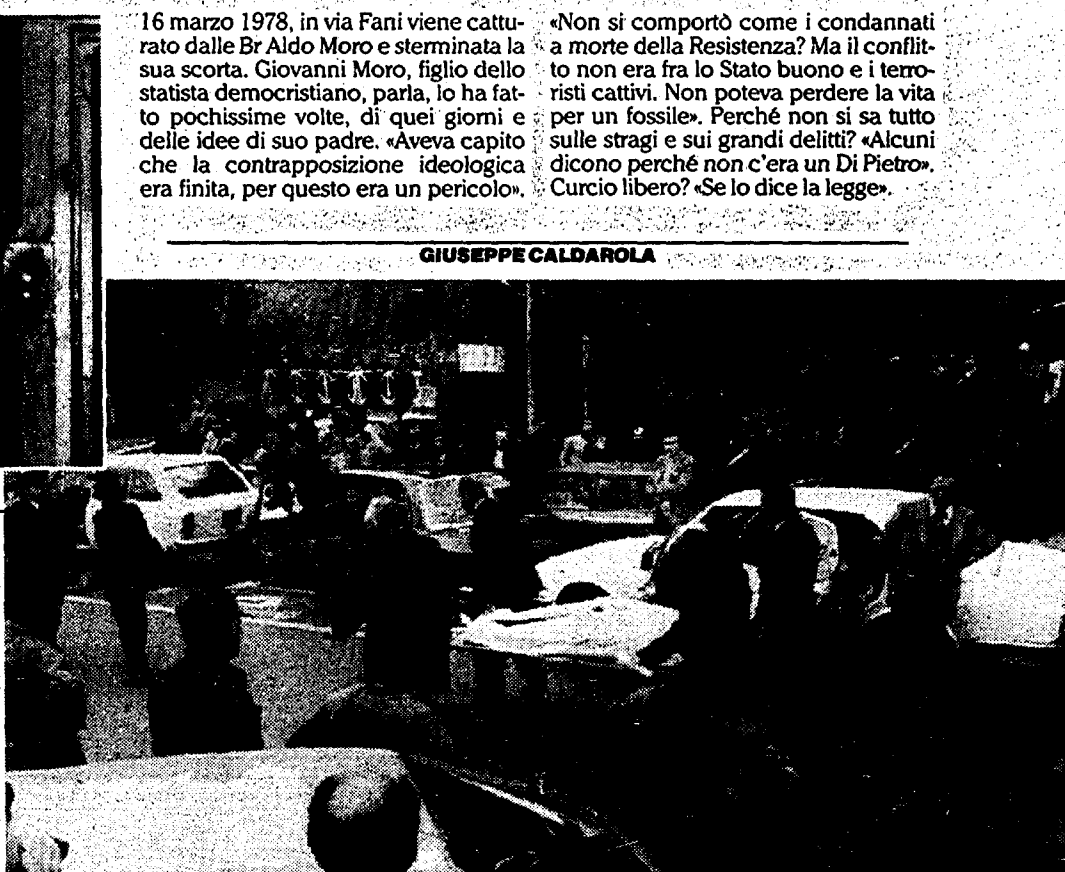 16 marzo 1978, in via Fani viene cattu-
rato dalle Br Aldo Moro e sterminata la
sua scorta. Giovanni Moro, figlio dello
statista democristiano, parla, lo ha fat-
to pochissime volte, di quei giorni e
delle idee di suo padre. «Aveva capito
che la contrapposizione ideologica
era finita, per questo era un pericolo».
«Non si comportò come i condannati
a morte della Resistenza? Ma il conflit-
to non era fra lo Stato buono e i terro-
risti cattivi. Non poteva perdere la vita
per un fossile». Perché non si sa tutto
sulle stragi e sui grandi delitti? «Alcuni
dicono perché non c'era un Di Pietro».
Curcio libero? «Se lo dice la legge».
GIUSEPPE CALDAROLA